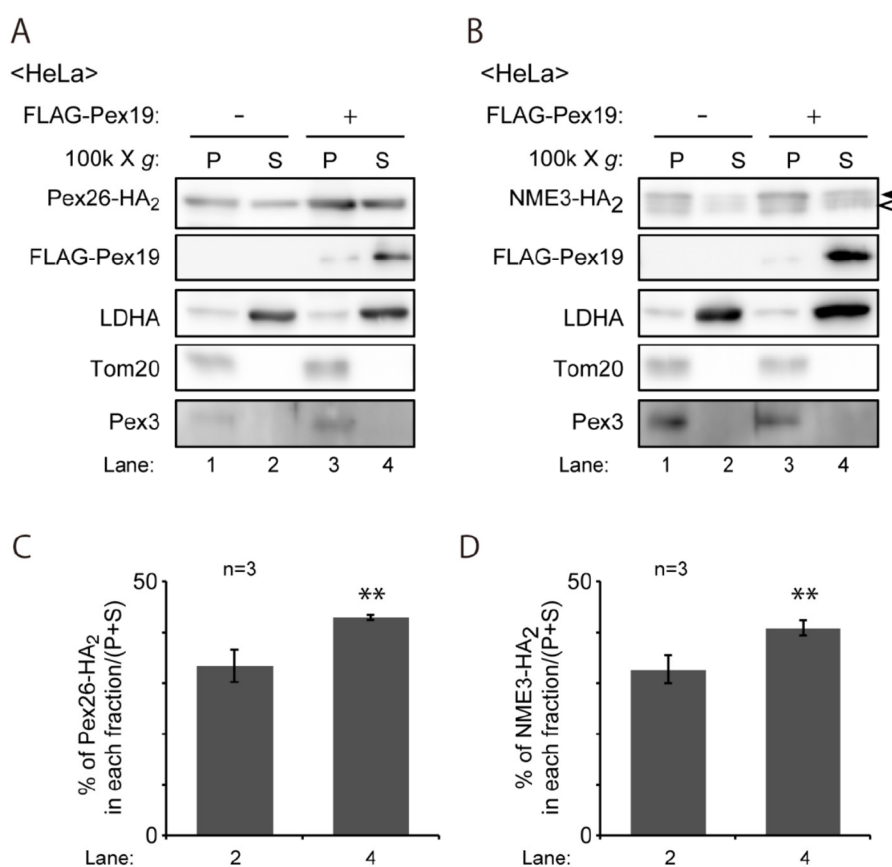 A
<HeLa>
FLAG-Pex19: - +
100k X g: P S P S
Pex26-HA2
FLAG-Pex19
LDHA
Tom20
Pex3
Lane: 1 2 3 4
B
<HeLa>
FLAG-Pex19: - +
100k X g: P S P S
NME3-HA2
FLAG-Pex19
LDHA
Tom20
Pex3
Lane: 1 2 3 4
C
% of Pex26-HA2
in each fraction/(P+S)
50
0
n=3
**
Lane: 2 4
D
% of NME3-HA2
in each fraction/(P+S)
50
0
n=3
**
Lane: 2 4